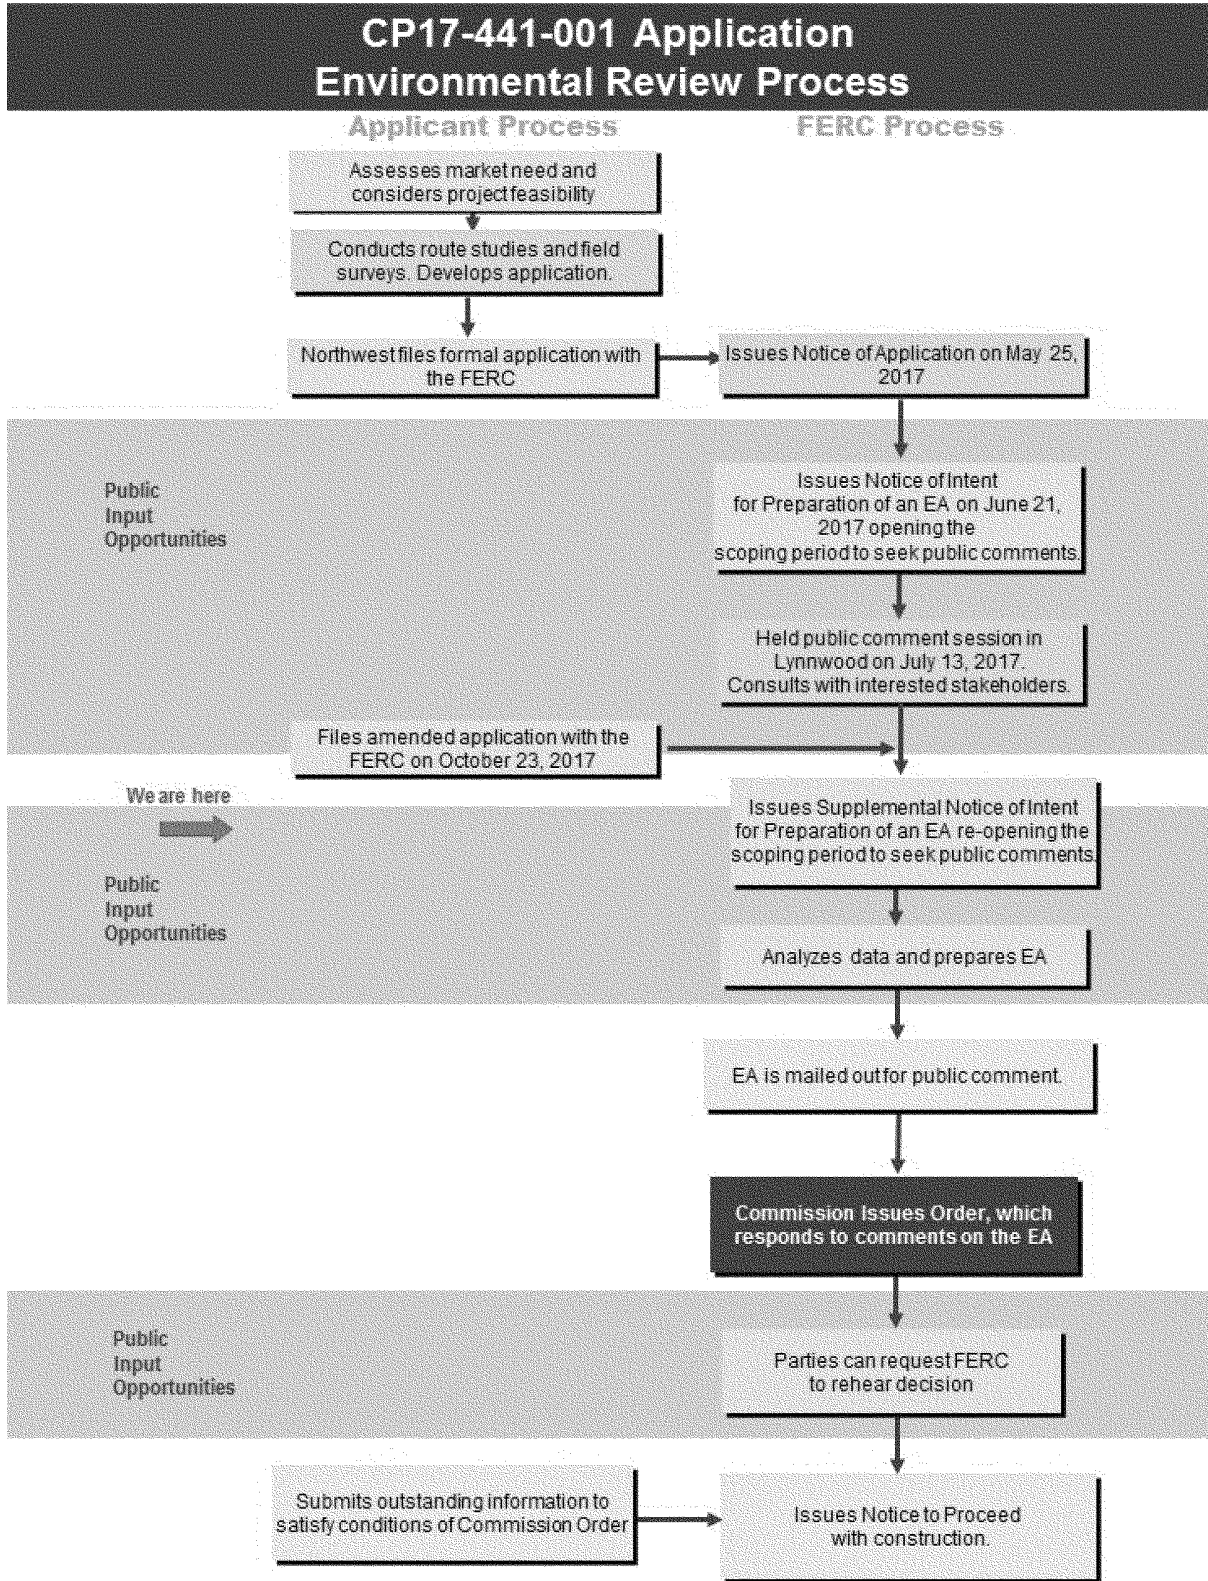 CP17-441-001 Application
Environmental Review Process
Applicant Process
FERC Process
Assesses market need and
considers project feasibility
Conducts route studies and field
surveys. Develops application.
Northwest files formal application with
the FERC
Issues Notice of Application on May 25,
2017
Public
Input
Opportunities
Issues Notice of Intent
for Preparation of an EA on June 21,
2017 opening the
scoping period to seek public comments.
Held public comment session in
Lynnwood on July 13, 2017.
Consults with interested stakeholders.
Files amended application with the
FERC on October 23, 2017
We are here
Issues Supplemental Notice of Intent
for Preparation of an EA re-opening the
scoping period to seek public comments.
Public
Input
Opportunities
Analyzes data and prepares EA
EA is mailed out for public comment.
Commission Issues Order, which
responds to comments on the EA
Public
Input
Opportunities
Parties can request FERC
to rehear decision
Submits outstanding information to
satisfy conditions of Commission Order
Issues Notice to Proceed
with construction.